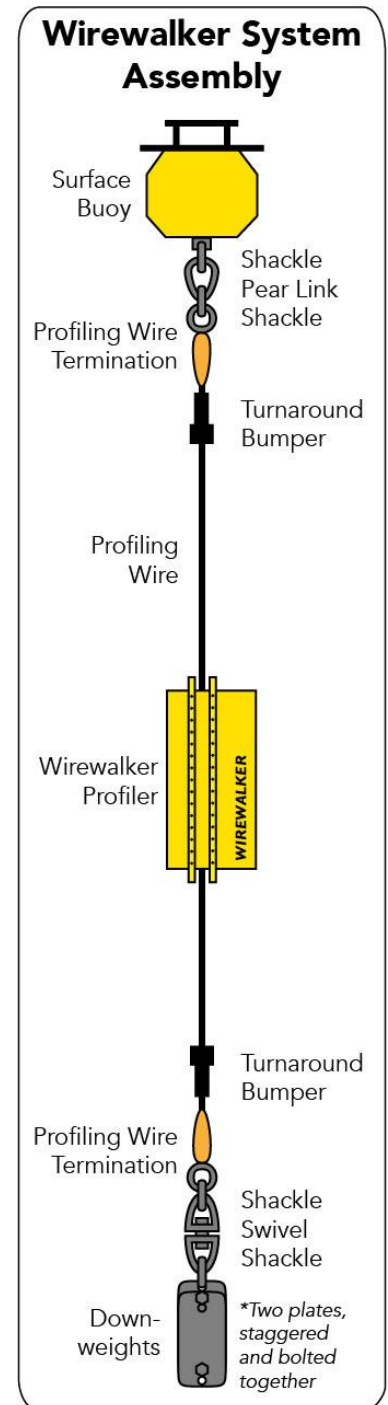 Wirewalker System
Assembly
Surface
Buoy
Shackle
Pear Link
Shackle
Profiling Wire
Termination
Turnaround
Bumper
Profiling
Wire
Wirewalker
Profiler
WIREWALKER
Turnaround
Bumper
Profiling Wire
Termination
Shackle
Swivel
Shackle
Down-
weights
*Two plates,
staggered
and bolted
together